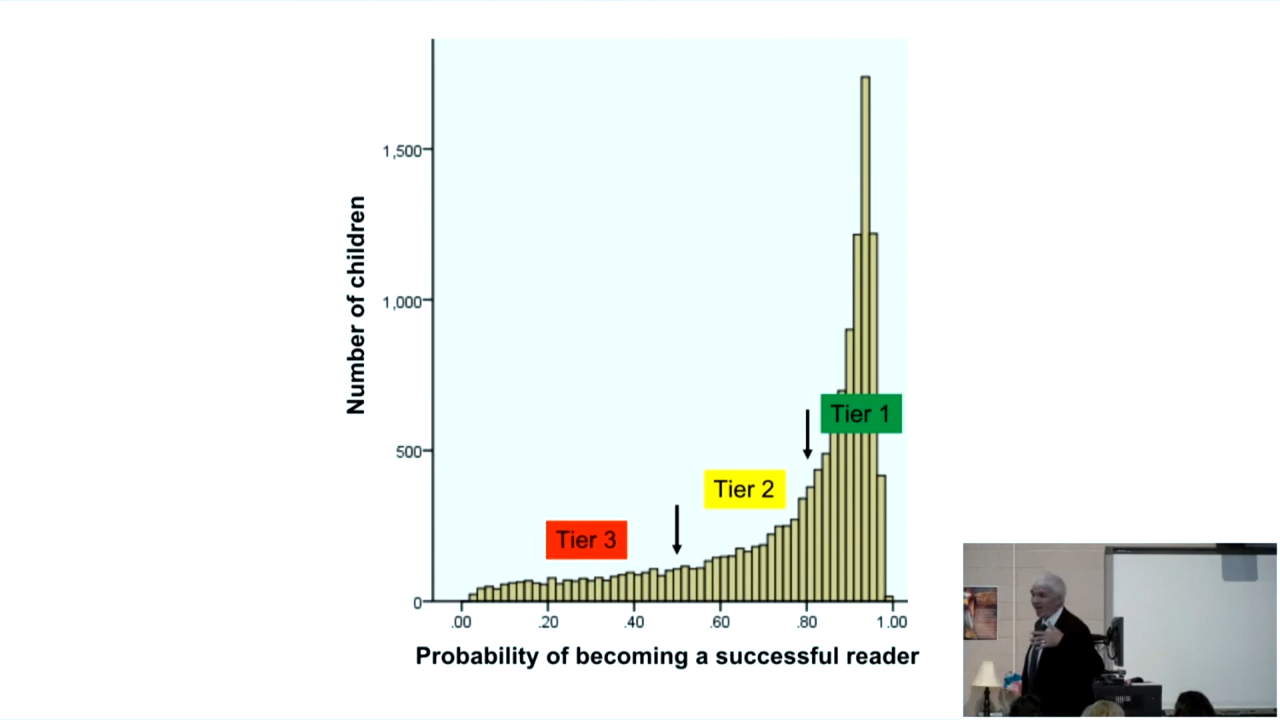 1,500
1,000
500
0
Number of children
Tier 1
Tier 2
Tier 3
.00 .20 .40 .60 .80 1.00
Probability of becoming a successful reader